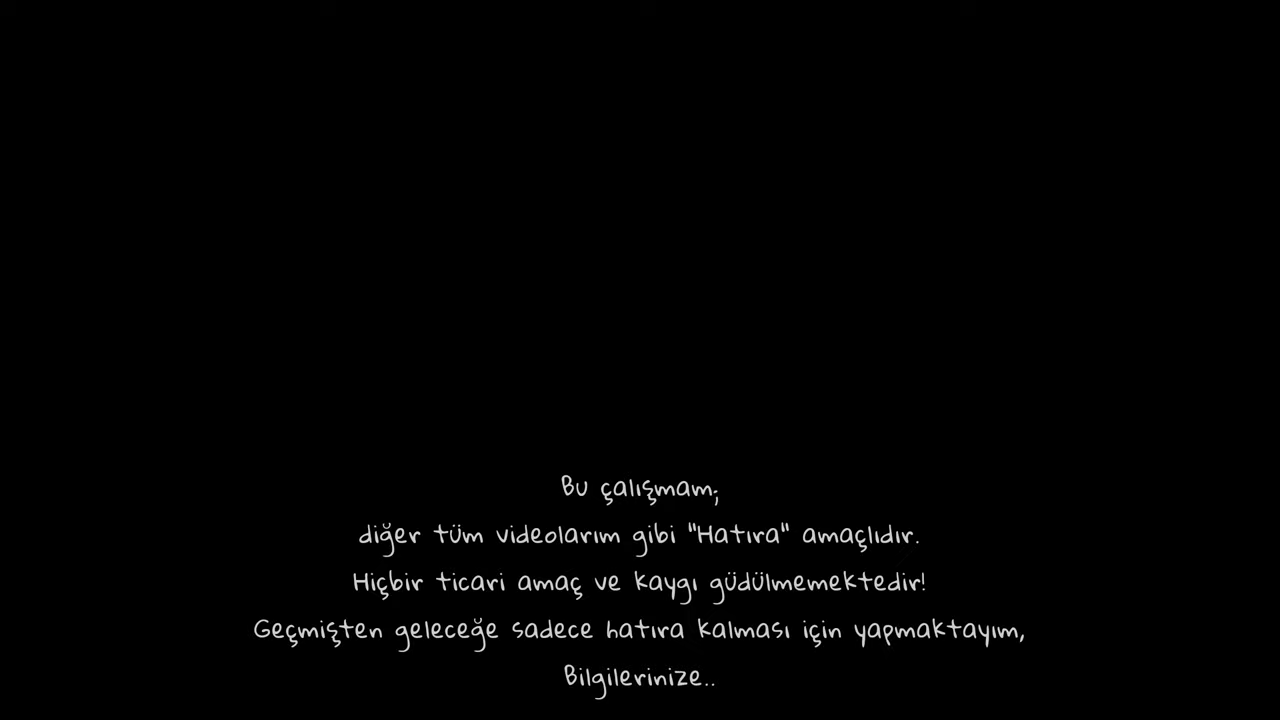 Bu çalışmam;
diğer tüm videolarım gibi "Hatıra" amaçlıdır.
Hiçbir ticari amaç ve kaygı güdülmemektedir!
Geçmişten geleceğe sadece hatıra kalması için yapmaktayım,
Bilgilerinize..